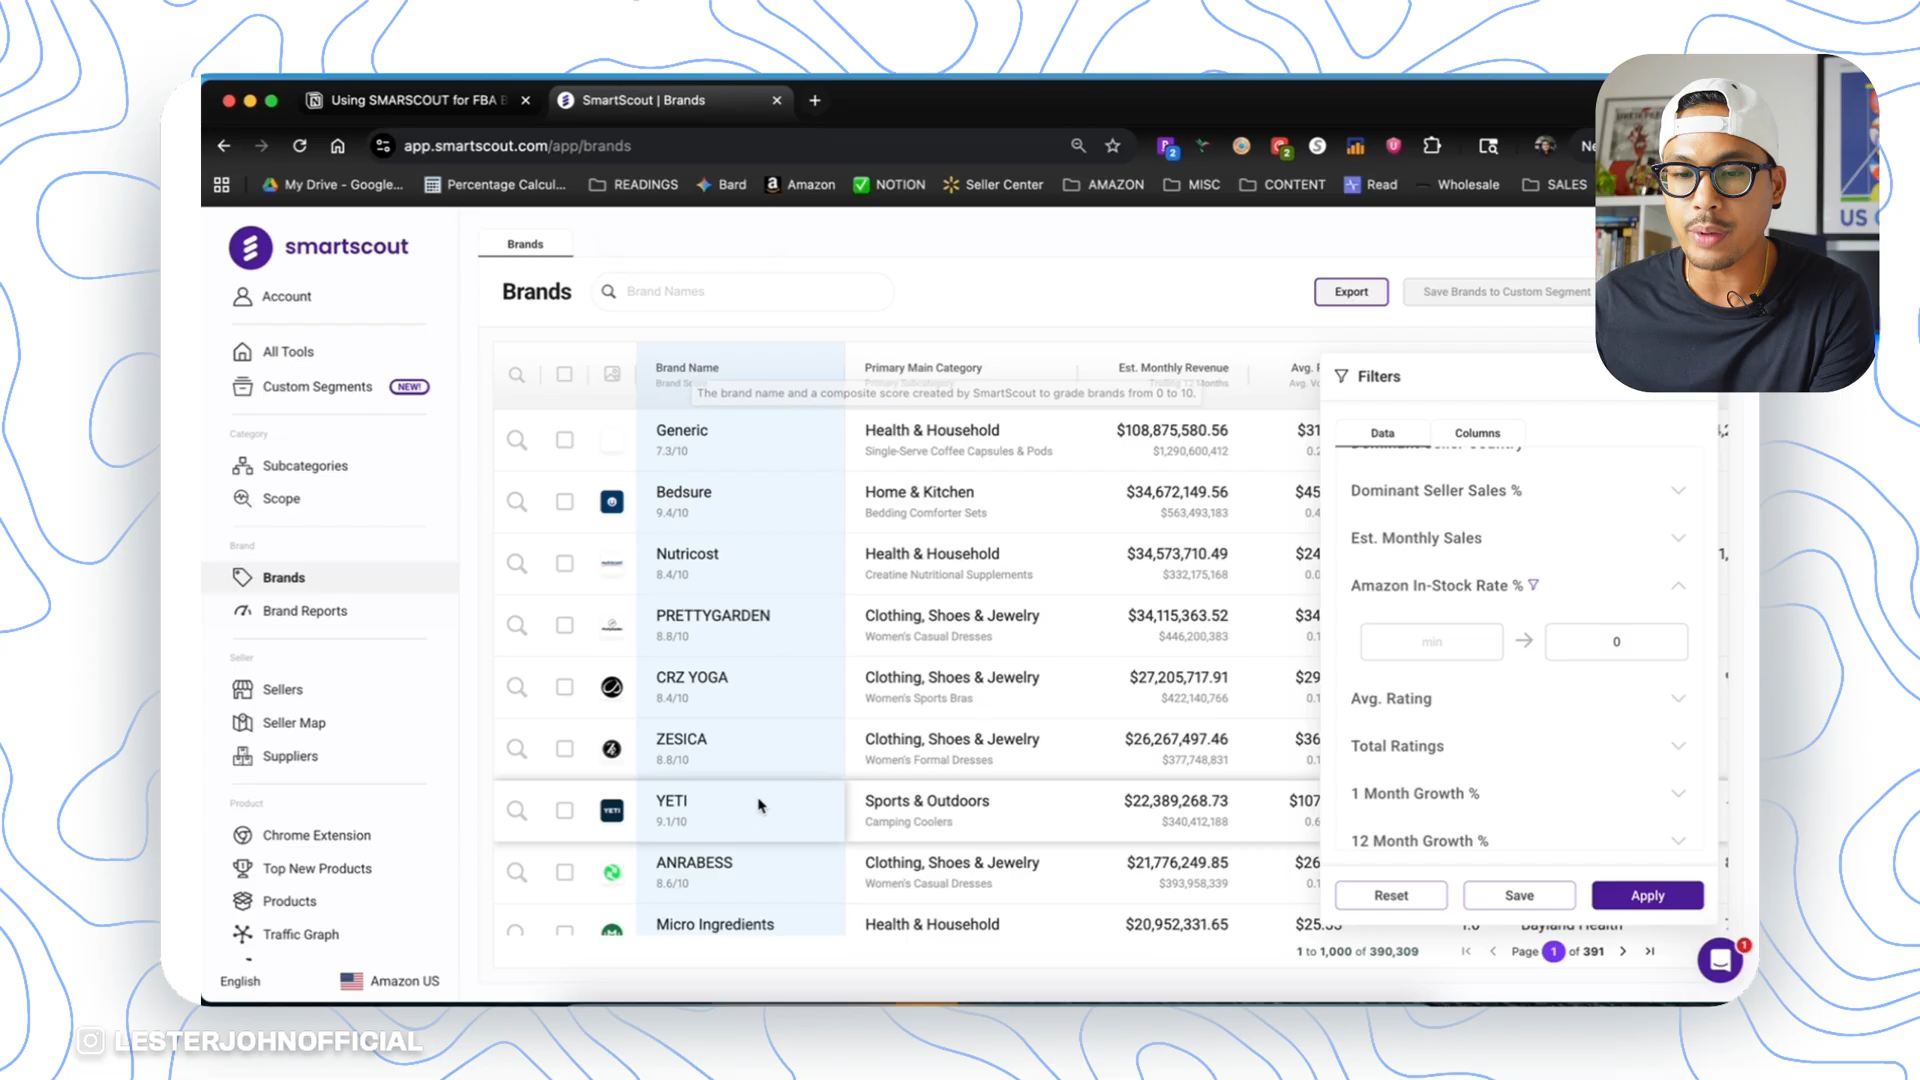 Using SMARSCOUT for FBA B
SmartScout | Brands
app.smartscout.com/app/brands
My Drive - Google...
Percentage Calcul...
READINGS
Bard
Amazon
NOTION
Seller Center
AMAZON
MISC
CONTENT
Read
Wholesale
SALES
smartscout
Account
All Tools
Custom Segments NEW!
Category
Subcategories
Scope
Brand
Brands
Brand Reports
Seller
Sellers
Seller Map
Suppliers
Product
Chrome Extension
Top New Products
Products
Traffic Graph
English Amazon US
Brands
Brands Brand Names Export Save Brands to Custom Segment
Brand Name Primary Main Category Est. Monthly Revenue
Trailing 12 Months
The brand name and a composite score created by SmartScout to grade brands from 0 to 10.
Generic Health & Household $108,875,580.56 $31
7.3/10 Single-Serve Coffee Capsules & Pods $1,290,600,412
Bedsure Home & Kitchen $34,672,149.56 $45
9.4/10 Bedding Comforter Sets $563,493,183
Nutricost Health & Household $34,573,710.49 $24
8.4/10 Creatine Nutritional Supplements $332,175,168
PRETTYGARDEN Clothing, Shoes & Jewelry $34,115,363.52 $34
8.8/10 Women's Casual Dresses $446,200,383
CRZ YOGA Clothing, Shoes & Jewelry $27,205,717.91 $29
8.4/10 Women's Sports Bras $422,140,766
ZESICA Clothing, Shoes & Jewelry $26,267,497.46 $36
8.8/10 Women's Formal Dresses $377,748,831
YETI YETI Sports & Outdoors $22,389,268.73 $107
9.1/10 Camping Coolers $340,412,188
ANRABESS Clothing, Shoes & Jewelry $21,776,249.85 $26
8.6/10 Women's Casual Dresses $393,958,339
Micro Ingredients Health & Household $20,952,331.65
Filters
Data Columns
Dominant Seller Sales %
Est. Monthly Sales
Amazon In-Stock Rate %
min 0
Avg. Rating
Total Ratings
1 Month Growth %
12 Month Growth %
Reset Save Apply
1 to 1,000 of 390,309 Page 1 of 391
1
US
LESTERJOHNOFFICIAL